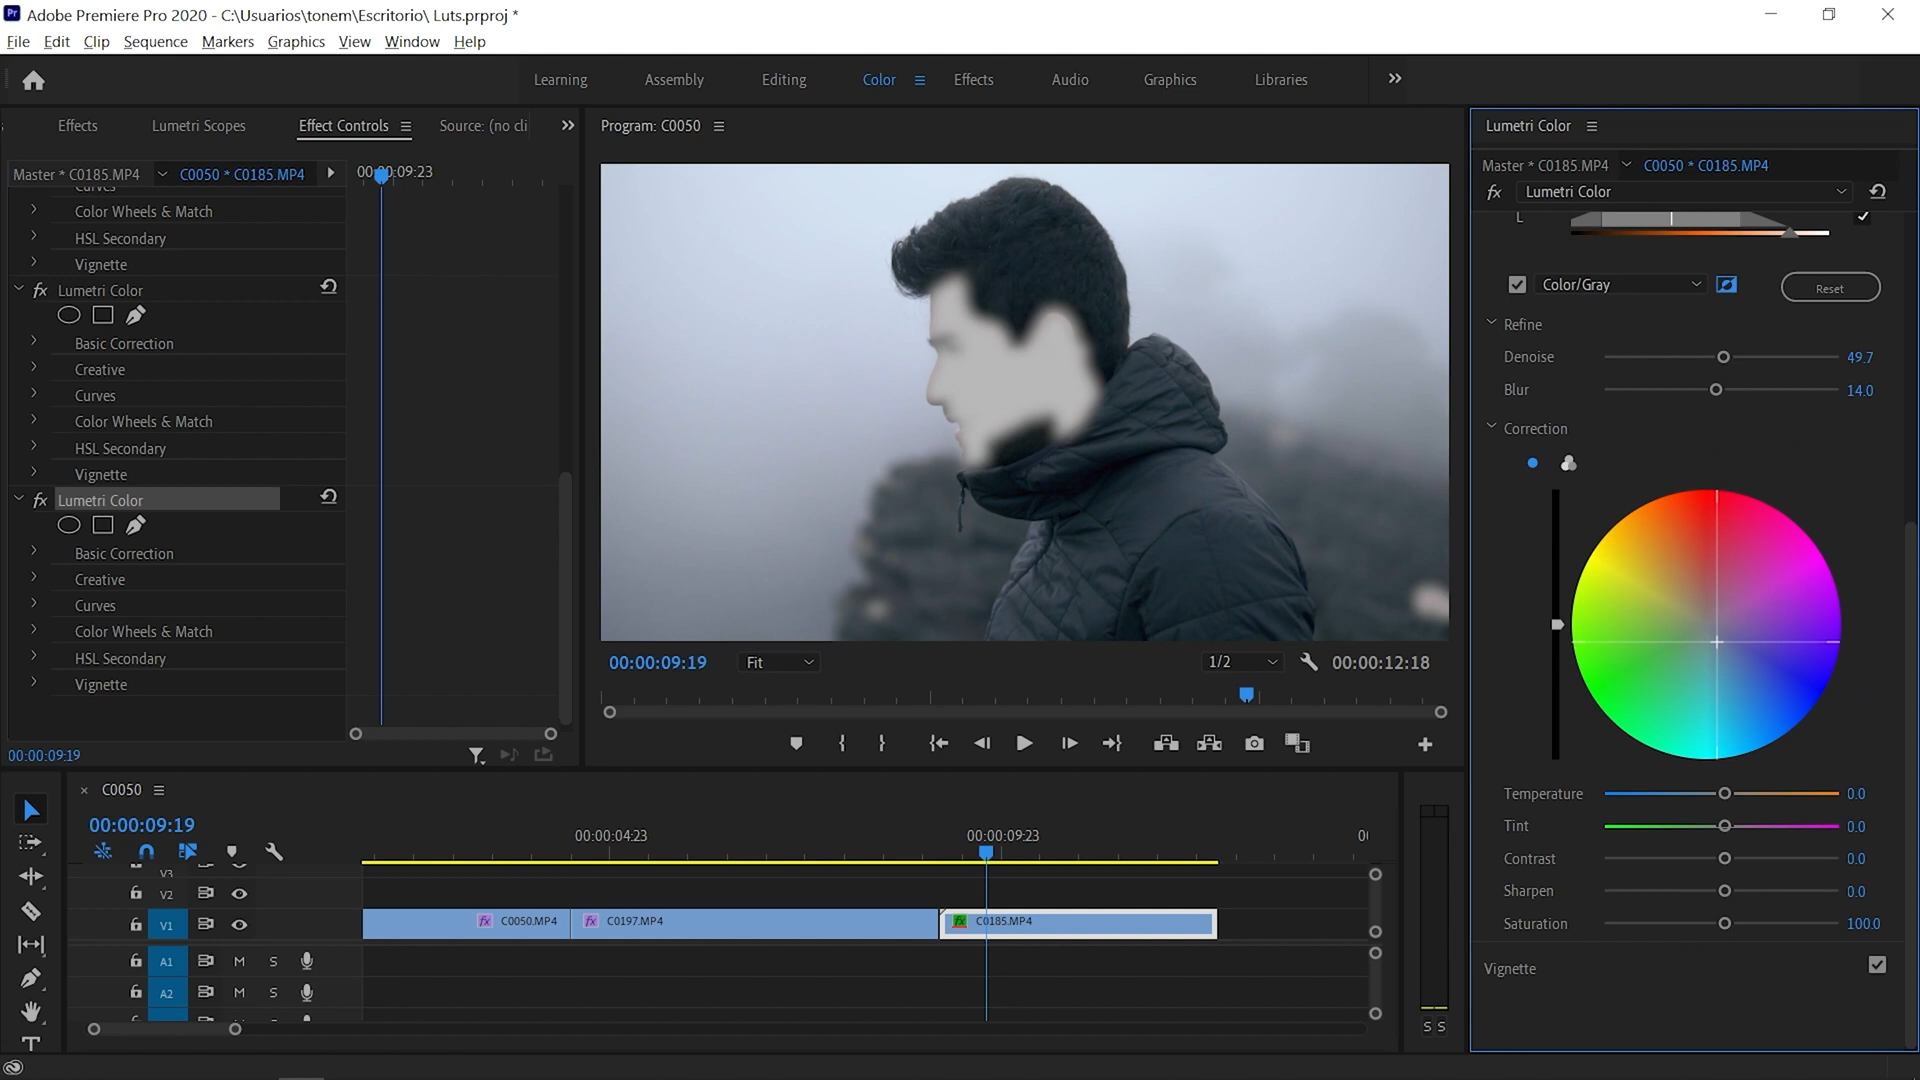 Adobe Premiere Pro 2020 - C:\Usuarios\tonem\Escritorio\ Luts.prproj *
File Edit Clip Sequence Markers Graphics View Window Help
Learning Assembly Editing Color Effects Audio Graphics Libraries
Effects Lumetri Scopes Effect Controls Source: (no cli
Master * C0185.MP4 C0050 * C0185.MP4
00:00:09:23
Curves
Color Wheels & Match
HSL Secondary
Vignette
fx Lumetri Color
Basic Correction
Creative
Curves
Color Wheels & Match
HSL Secondary
Vignette
fx Lumetri Color
Basic Correction
Creative
Curves
Color Wheels & Match
HSL Secondary
Vignette
00:00:09:19
Program: C0050
00:00:09:19 Fit 1/2 00:00:12:18
Lumetri Color
Master * C0185.MP4 C0050 * C0185.MP4
fx Lumetri Color
L
Color/Gray Reset
Refine
Denoise 49.7
Blur 14.0
Correction
Temperature 0.0
Tint 0.0
Contrast 0.0
Sharpen 0.0
Saturation 100.0
Vignette
× C0050
00:00:09:19
00:00:04:23 00:00:09:23
V3
V2
V1 fx C0050.MP4 fx C0197.MP4 fx C0185.MP4
A1 M S
A2 M S
S S